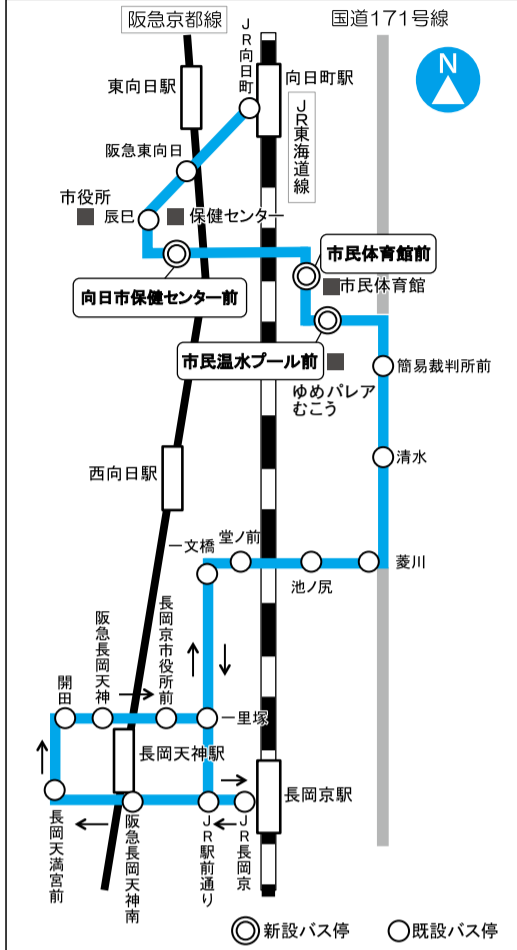 阪急京都線
国道171号線
JR向日町
N
東向日駅
向日町駅
JR東海道線
阪急東向日
市役所
辰巳
保健センター
市民体育館前
向日市保健センター前
市民体育館
市民温水プール前
簡易裁判所前
ゆめパレア
むこう
清水
西向日駅
一文橋
堂ノ前
池ノ尻
菱川
開田
阪急長岡天神
長岡京市役所前
一里塚
長岡天神駅
長岡京駅
長岡天満宮前
阪急長岡天神南
JR駅前通り
JR長岡京
新設バス停
既設バス停